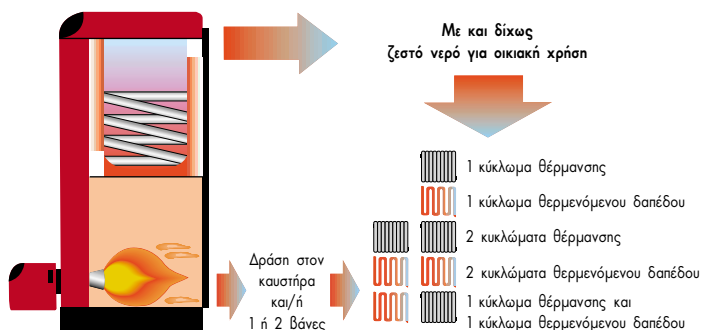 Με και δίχως
ζεστό νερό για οικιακή χρήση
1 κύκλωμα θέρμανσης
1 κύκλωμα θερμενόμενου δαπέδου
2 κυκλώματα θέρμανσης
2 κυκλώματα θερμενόμενου δαπέδου
1 κύκλωμα θέρμανσης και
1 κύκλωμα θερμενόμενου δαπέδου
Δράση στον
καυστήρα
και/ή
1 ή 2 βάνες